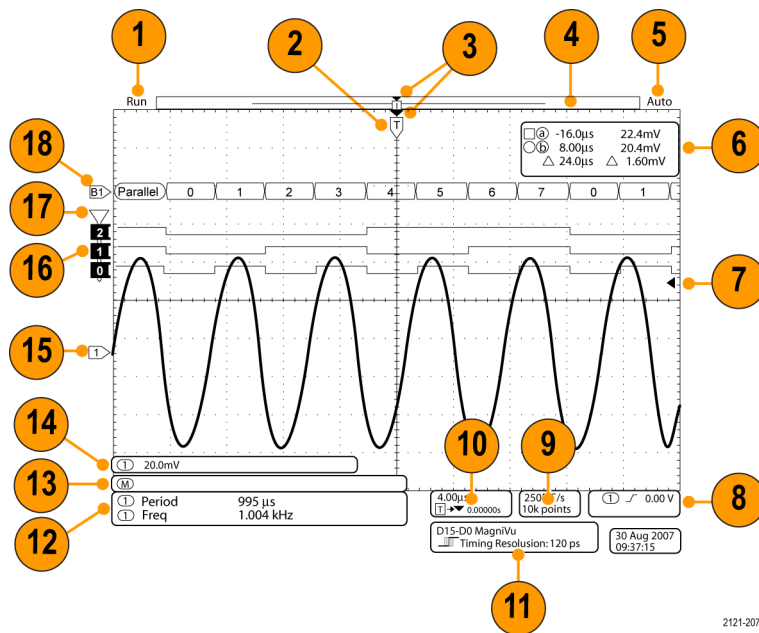 1
2
3
4
5
Run
Auto
T
18
a -16.0µs 22.4mV
b 8.00µs 20.4mV
△ 24.0µs △ 1.60mV
6
B1
Parallel 0 1 2 3 4 5 6 7 0 1
17
2
16
1
0
7
15
1
14
10
9
1 20.0mV
13
M
4.00µs
T → ▼ 0.00000s
10k points
1 0.00 V
8
12
1 Period 995 µs
1 Freq 1.004 kHz
D15-D0 MagniVu
Timing Resolusion: 120 ps
30 Aug 2007
09:37:15
11
2121-207